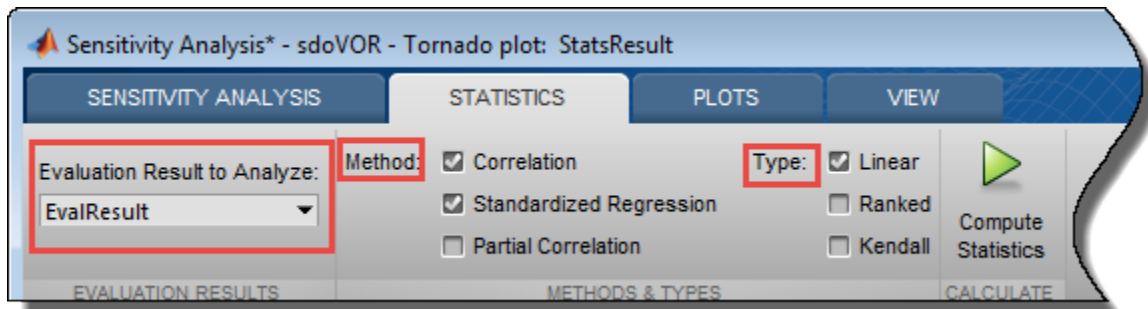 Sensitivity Analysis* - sdoVOR - Tornado plot: StatsResult
SENSITIVITY ANALYSIS
STATISTICS
PLOTS
VIEW
Evaluation Result to Analyze:
EvalResult
Method:
Correlation
Standardized Regression
Partial Correlation
Type:
Linear
Ranked
Kendall
Compute
Statistics
EVALUATION RESULTS
METHODS & TYPES
CALCULATE